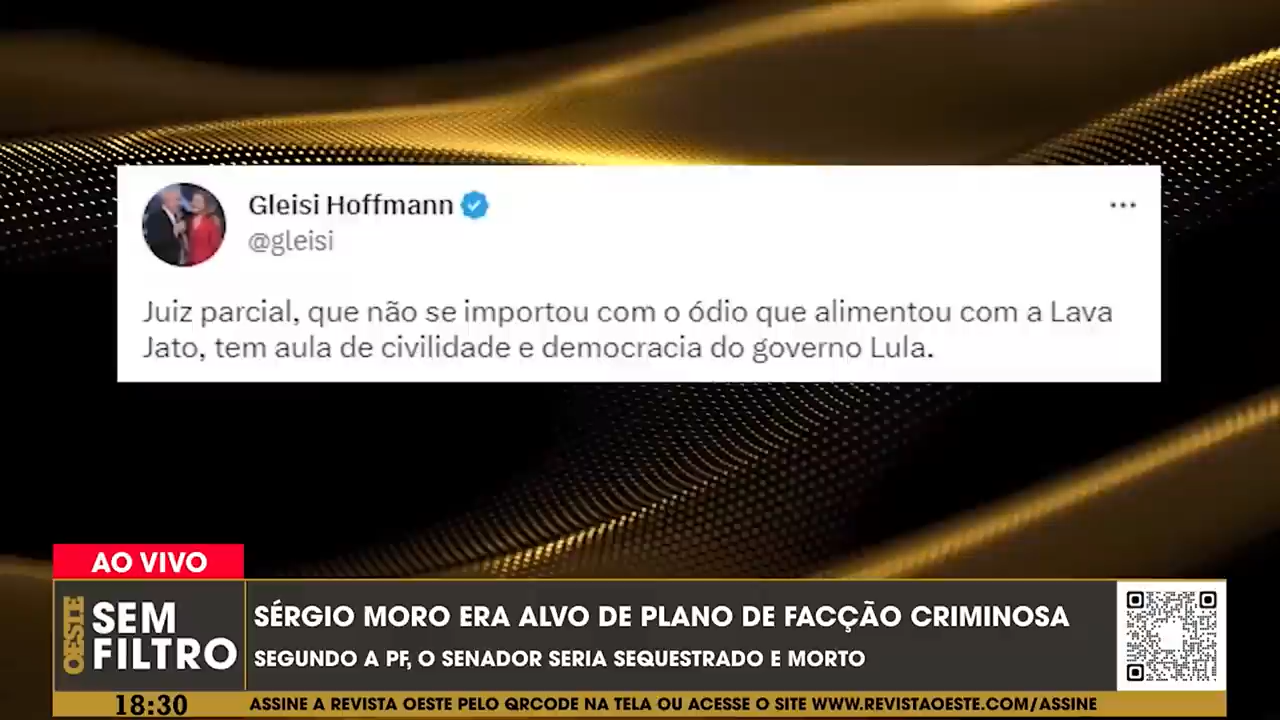 Gleisi Hoffmann
@gleisi
Juiz parcial, que não se importou com o ódio que alimentou com a Lava
Jato, tem aula de civilidade e democracia do governo Lula.
AO VIVO
OESTE
SEM
FILTRO
SÉRGIO MORO ERA ALVO DE PLANO DE FACÇÃO CRIMINOSA
SEGUNDO A PF, O SENADOR SERIA SEQUESTRADO E MORTO
18:30
ASSINE A REVISTA OESTE PELO QRCODE NA TELA OU ACESSE O SITE WWW.REVISTAOESTE.COM/ASSINE